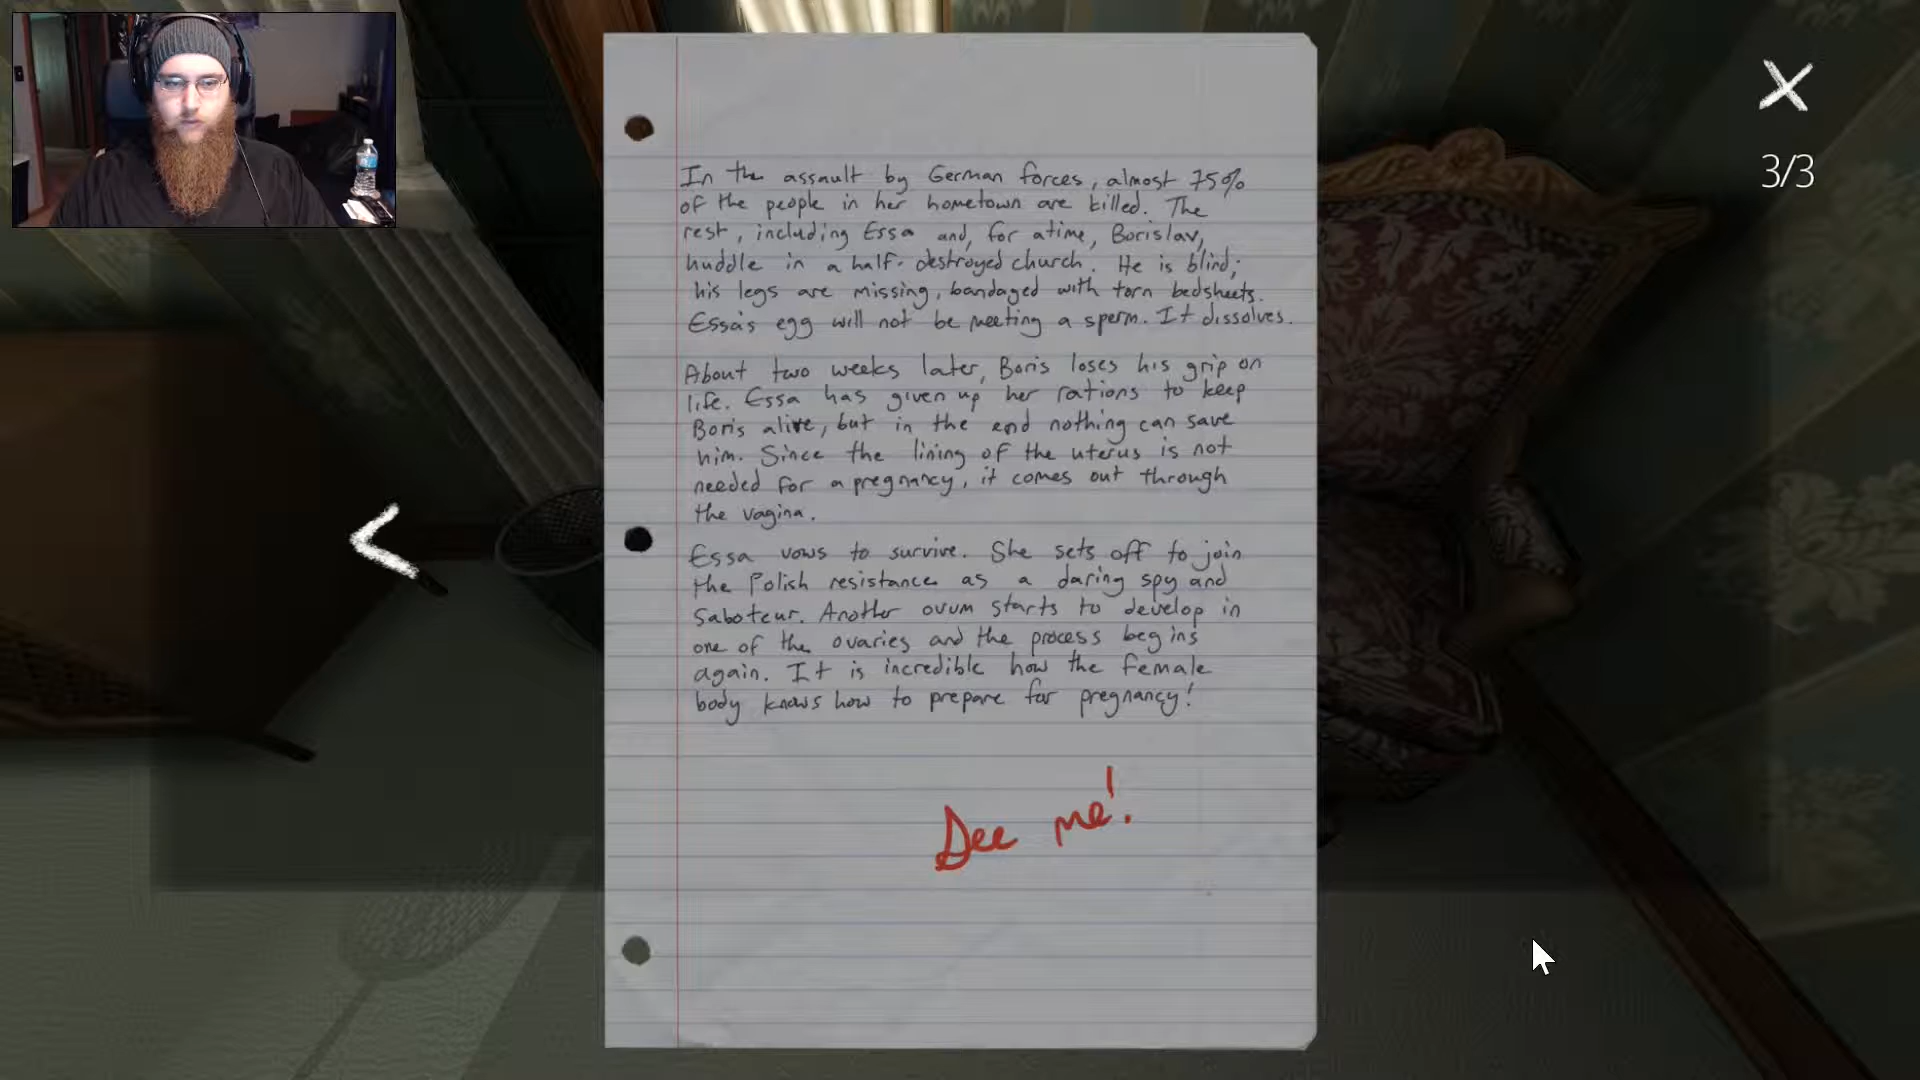 3/3
In the assault by German forces, almost 75%
of the people in her hometown are killed. The
rest, including Essa and, for atime, Borislav,
huddle in a half-destroyed church. He is blind;
his legs are missing, bandaged with torn bedsheets.
Essa's egg will not be meeting a sperm. It dissolves.
About two weeks later, Boris loses his grip on
life. Essa has given up her rations to keep
Boris alive, but in the end nothing can save
him. Since the lining of the uterus is not
needed for a pregnancy, it comes out through
the vagina.
Essa vows to survive. She sets off to join
the Polish resistance as a daring spy and
saboteur. Another ovum starts to develop in
one of the ovaries and the process begins
again. It is incredible how the female
body knows how to prepare for pregnancy!
See me!